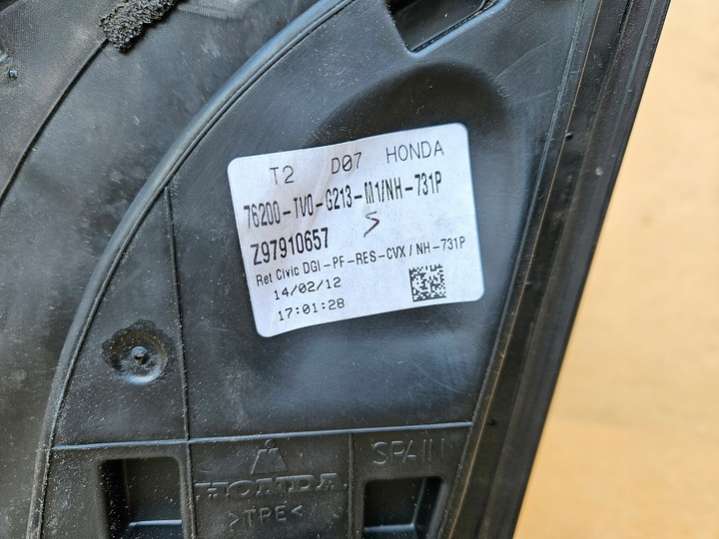 T2 D07 HONDA
76200-TV0-G213-M1/NH-731P
Z97910657 S
Ret Civic DGI-PF-RES-CVX/NH-731P
14/02/12
17:01:28
SPAIN
HONDA
>TPE<